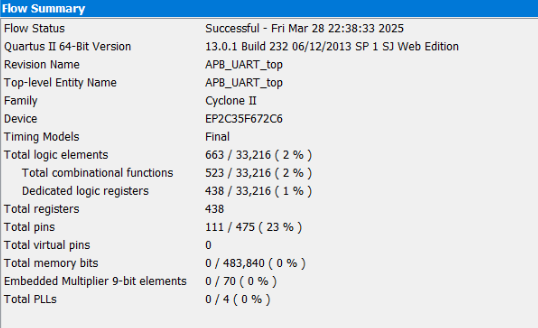 Flow Summary
Flow Status Successful - Fri Mar 28 22:38:33 2025
Quartus II 64-Bit Version 13.0.1 Build 232 06/12/2013 SP 1 SJ Web Edition
Revision Name APB_UART_top
Top-level Entity Name APB_UART_top
Family Cyclone II
Device EP2C35F672C6
Timing Models Final
Total logic elements 663 / 33,216 ( 2 % )
Total combinational functions 523 / 33,216 ( 2 % )
Dedicated logic registers 438 / 33,216 ( 1 % )
Total registers 438
Total pins 111 / 475 ( 23 % )
Total virtual pins 0
Total memory bits 0 / 483,840 ( 0 % )
Embedded Multiplier 9-bit elements 0 / 70 ( 0 % )
Total PLLs 0 / 4 ( 0 % )